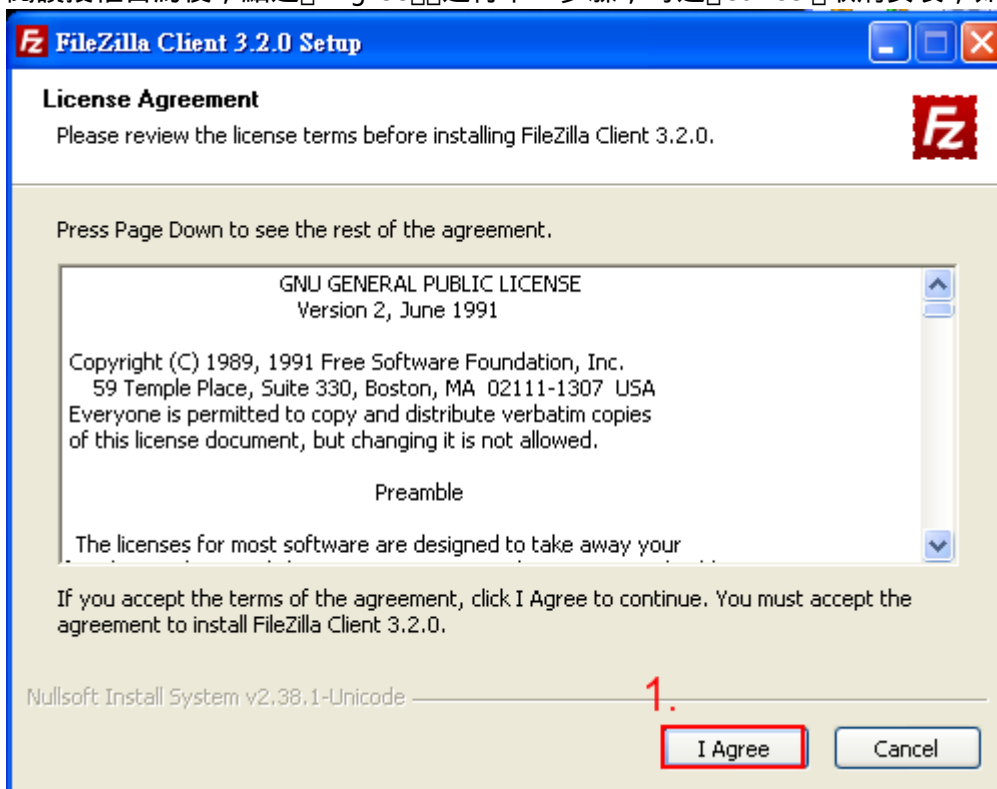 FileZilla Client 3.2.0 Setup
License Agreement
Please review the license terms before installing FileZilla Client 3.2.0.
Fz
Press Page Down to see the rest of the agreement.
GNU GENERAL PUBLIC LICENSE
Version 2, June 1991
Copyright (C) 1989, 1991 Free Software Foundation, Inc.
59 Temple Place, Suite 330, Boston, MA 02111-1307 USA
Everyone is permitted to copy and distribute verbatim copies
of this license document, but changing it is not allowed.
Preamble
The licenses for most software are designed to take away your
If you accept the terms of the agreement, click I Agree to continue. You must accept the
agreement to install FileZilla Client 3.2.0.
Nullsoft Install System v2.38.1-Unicode
1.
I Agree
Cancel